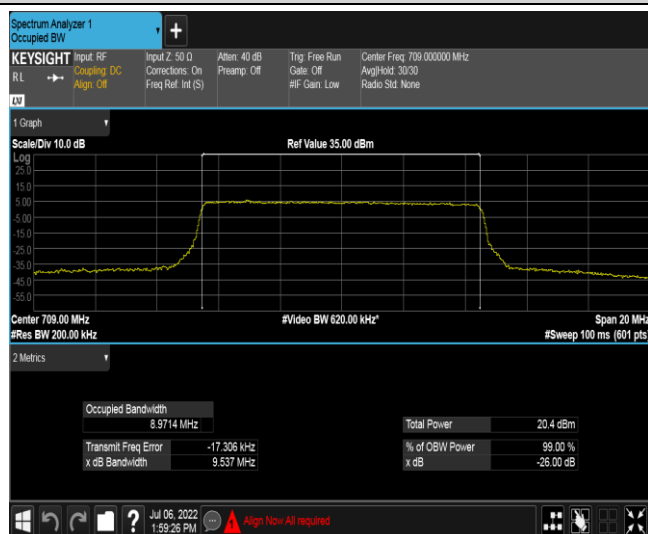 Spectrum Analyzer 1
Occupied BW
+
KEYSIGHT Input: RF Input Z: 50 Ω Atten: 40 dB Trig: Free Run Center Freq: 709.000000 MHz
RL Coupling: DC Corrections: On Preamp: Off Gate: Off Avg|Hold: 30/30
Align: Off Freq Ref: Int (S) #IF Gain: Low Radio Std: None
LXI
1 Graph
Scale/Div 10.0 dB Ref Value 35.00 dBm
Log
25.0
15.0
5.00
-5.00
-15.0
-25.0
-35.0
-45.0
-55.0
Center 709.00 MHz #Video BW 620.00 kHz* Span 20 MHz
#Res BW 200.00 kHz #Sweep 100 ms (601 pts)
2 Metrics
Occupied Bandwidth
8.9714 MHz Total Power 20.4 dBm
Transmit Freq Error -17.306 kHz % of OBW Power 99.00 %
x dB Bandwidth 9.537 MHz x dB -26.00 dB
? Jul 06, 2022
1:59:26 PM Align Now All required